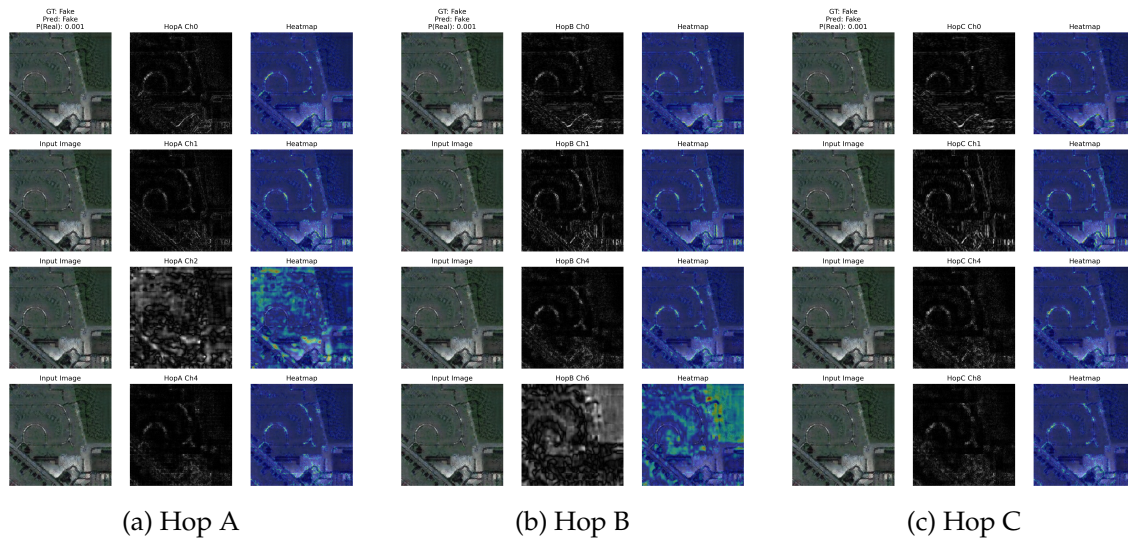 GT: Fake
Pred: Fake
P(Real): 0.001
HopA Ch0
Heatmap
Input Image
HopA Ch1
Heatmap
Input Image
HopA Ch2
Heatmap
Input Image
HopA Ch4
Heatmap
(a) Hop A
GT: Fake
Pred: Fake
P(Real): 0.001
HopB Ch0
Heatmap
Input Image
HopB Ch1
Heatmap
Input Image
HopB Ch4
Heatmap
Input Image
HopB Ch6
Heatmap
(b) Hop B
GT: Fake
Pred: Fake
P(Real): 0.001
HopC Ch0
Heatmap
Input Image
HopC Ch1
Heatmap
Input Image
HopC Ch4
Heatmap
Input Image
HopC Ch8
Heatmap
(c) Hop C